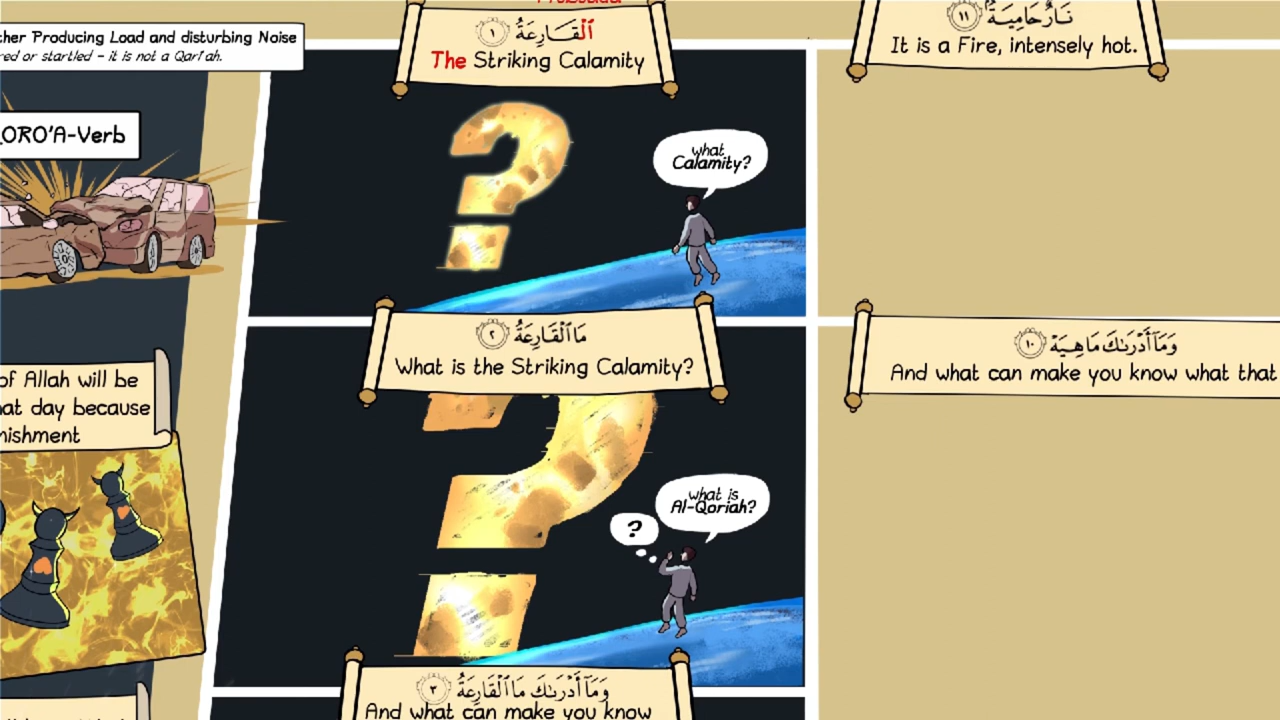 ther Producing Load and disturbing Noise
red or startled - it is not a Qari'ah.
ORO'A-Verb
of Allah will be
hat day because
nishment
ٱلْقَارِعَةُ ١
The Striking Calamity
what
Calamity?
مَا ٱلْقَارِعَةُ ٢
What is the Striking Calamity?
what is
Al-Qoriah?
?
وَمَآ أَدْرَىٰكَ مَا ٱلْقَارِعَةُ ٣
And what can make you know
نَارٌ حَامِيَةٌۢ ١١
It is a Fire, intensely hot.
وَمَآ أَدْرَىٰكَ مَا هِيَهْ ١٠
And what can make you know what that